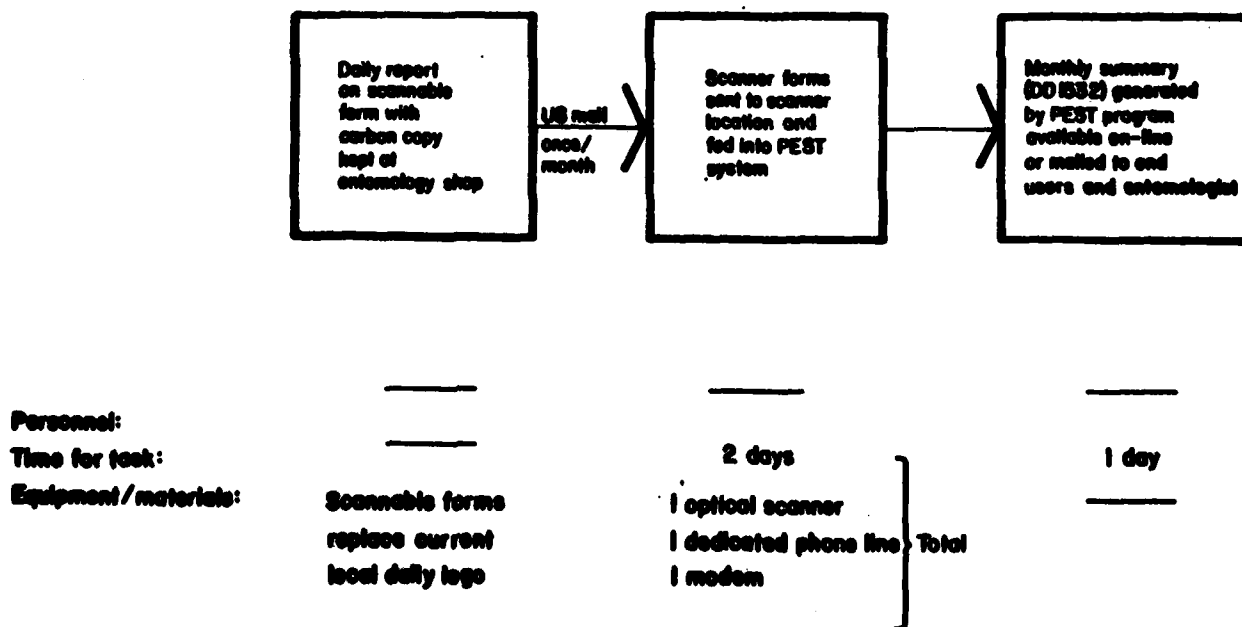 Daily report
on scannable
form with
carbon copy
kept at
entomology shop
US mail
once/
month
Scanner forms
sent to scanner
location and
fed into PEST
system
Monthly summary
(DD1532) generated
by PEST program
available on-line
or mailed to end
users and entomologist
Personnel:
Time for task:
2 days
1 day
Equipment/materials:
Scannable forms
replace current
local daily logs
1 optical scanner
1 dedicated phone line
1 modem
Total